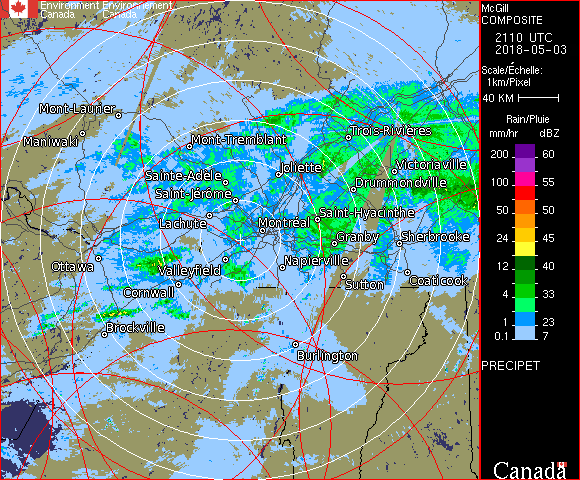 Environment Environnement
Canada Canada
McGill
COMPOSITE
2110 UTC
2018-05-03
Scale/Échelle:
1km/Pixel
40 KM
Rain/Pluie
mm/hr dBZ
200 60
100 55
50 50
24 45
12 40
4 33
2 23
0.1 7
PRECIPET
Canada
Mont-Laurier
Maniwaki
Mont-Tremblant
Trois-Rivières
Joliette
Victoriaville
Sainte-Adèle
Drummondville
Saint-Jérôme
Saint-Hyacinthe
Lachute
Montréal
Granby
Sherbrooke
Ottawa
Valleyfield
Napierville
Sutton
Coaticook
Cornwall
Brockville
Burlington